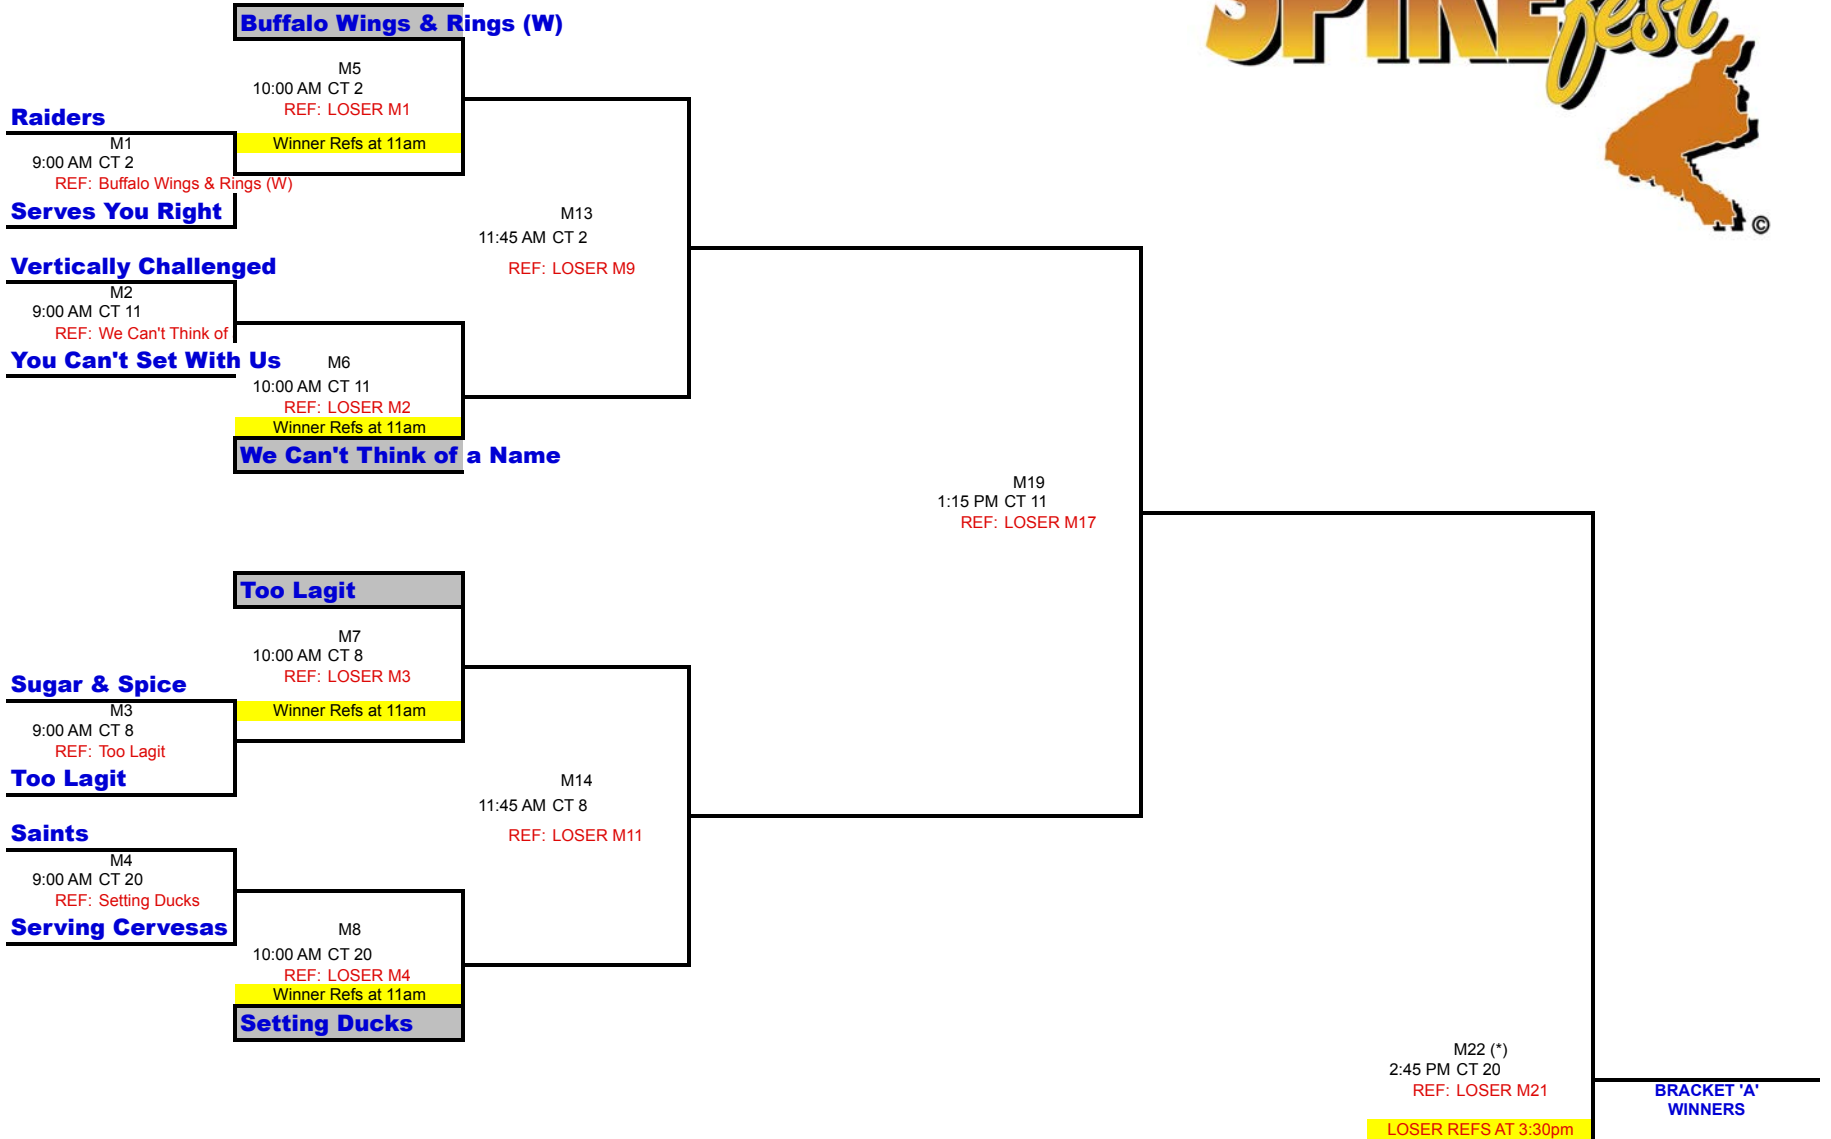 SPIKEfest
©
Buffalo Wings & Rings (W)
M5
10:00 AM CT 2
REF: LOSER M1
Winner Refs at 11am
Raiders
M1
9:00 AM CT 2
REF: Buffalo Wings & Rings (W)
Serves You Right
M13
11:45 AM CT 2
REF: LOSER M9
Vertically Challenged
M2
9:00 AM CT 11
REF: We Can't Think of
You Can't Set With Us
M6
10:00 AM CT 11
REF: LOSER M2
Winner Refs at 11am
We Can't Think of a Name
M19
1:15 PM CT 11
REF: LOSER M17
Too Lagit
M7
10:00 AM CT 8
REF: LOSER M3
Winner Refs at 11am
Sugar & Spice
M3
9:00 AM CT 8
REF: Too Lagit
Too Lagit
M14
11:45 AM CT 8
REF: LOSER M11
Saints
M4
9:00 AM CT 20
REF: Setting Ducks
Serving Cervesas
M8
10:00 AM CT 20
REF: LOSER M4
Winner Refs at 11am
Setting Ducks
M22 (*)
2:45 PM CT 20
REF: LOSER M21
LOSER REFS AT 3:30pm
BRACKET 'A'
WINNERS